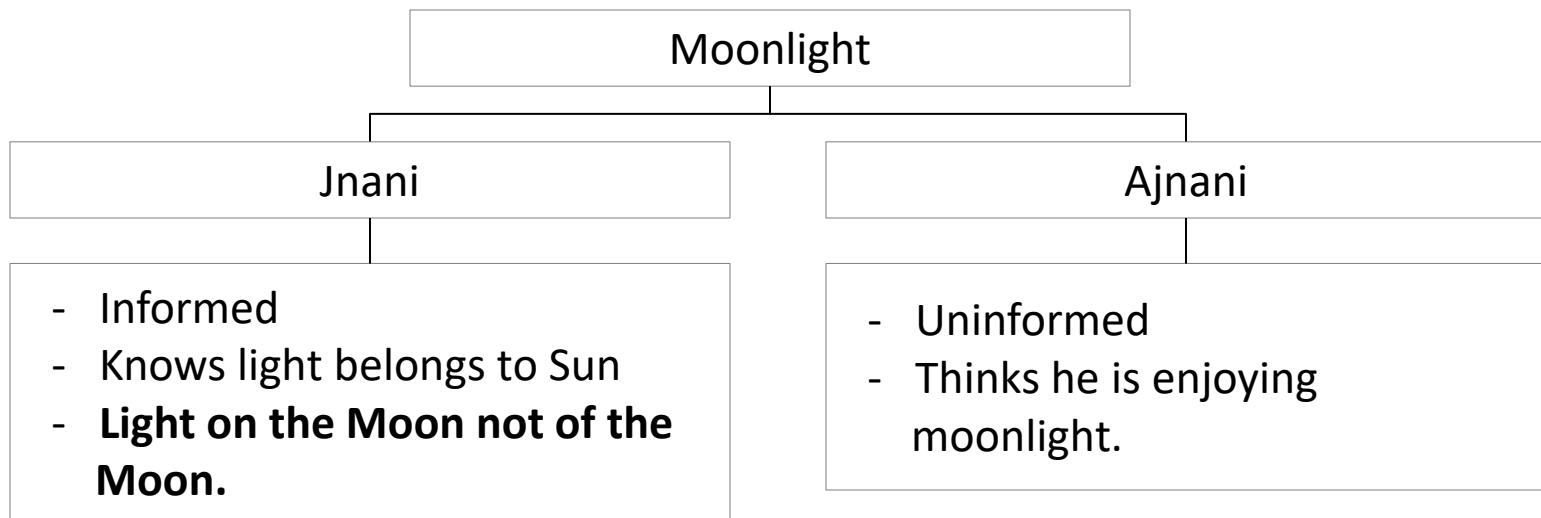 Moonlight
Jnani
Ajnani
- Informed
- Knows light belongs to Sun
- Light on the Moon not of the
Moon.
- Uninformed
- Thinks he is enjoying
moonlight.